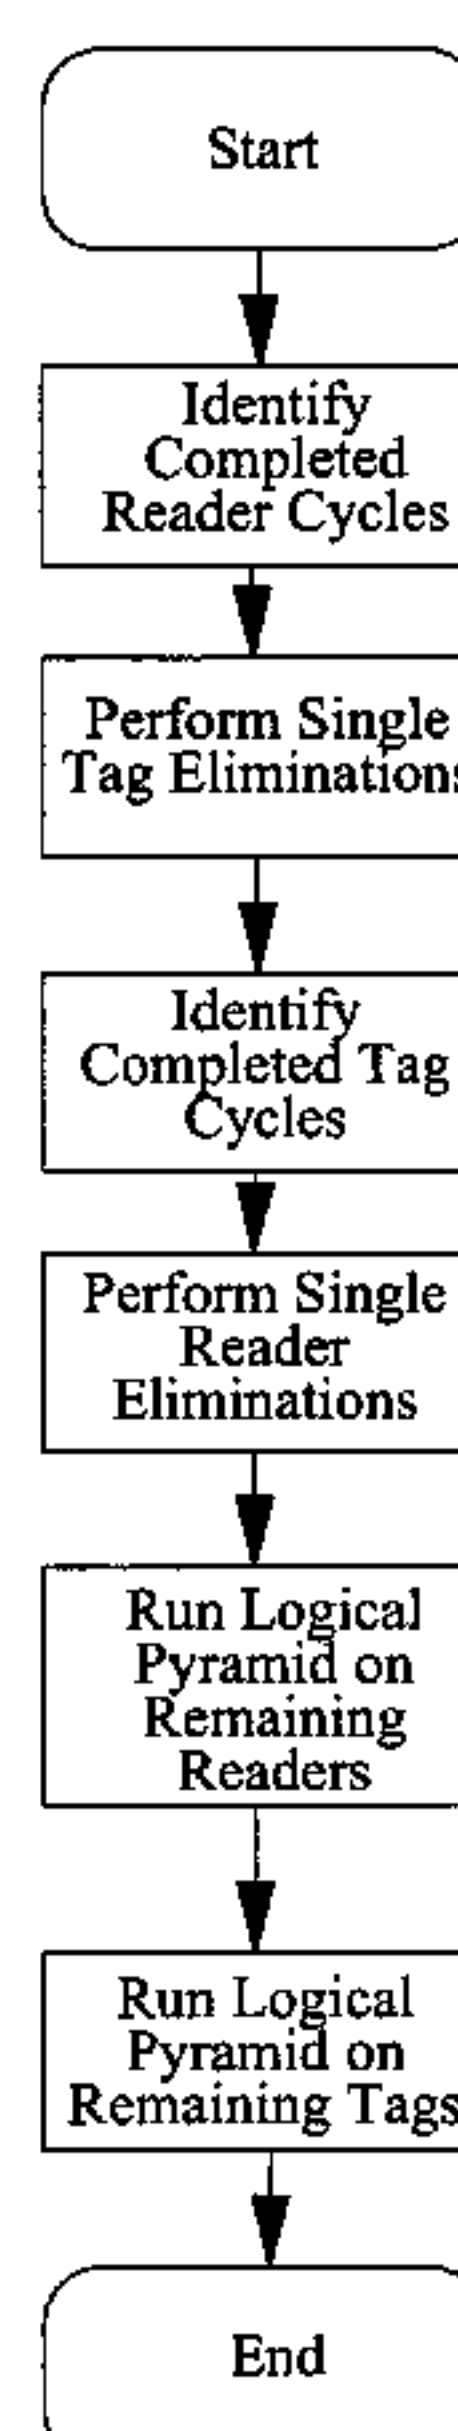 Start
Identify
Completed
Reader Cycles
Perform Single
Tag Eliminations
Identify
Completed Tag
Cycles
Perform Single
Reader
Eliminations
Run Logical
Pyramid on
Remaining
Readers
Run Logical
Pyramid on
Remaining Tags
End